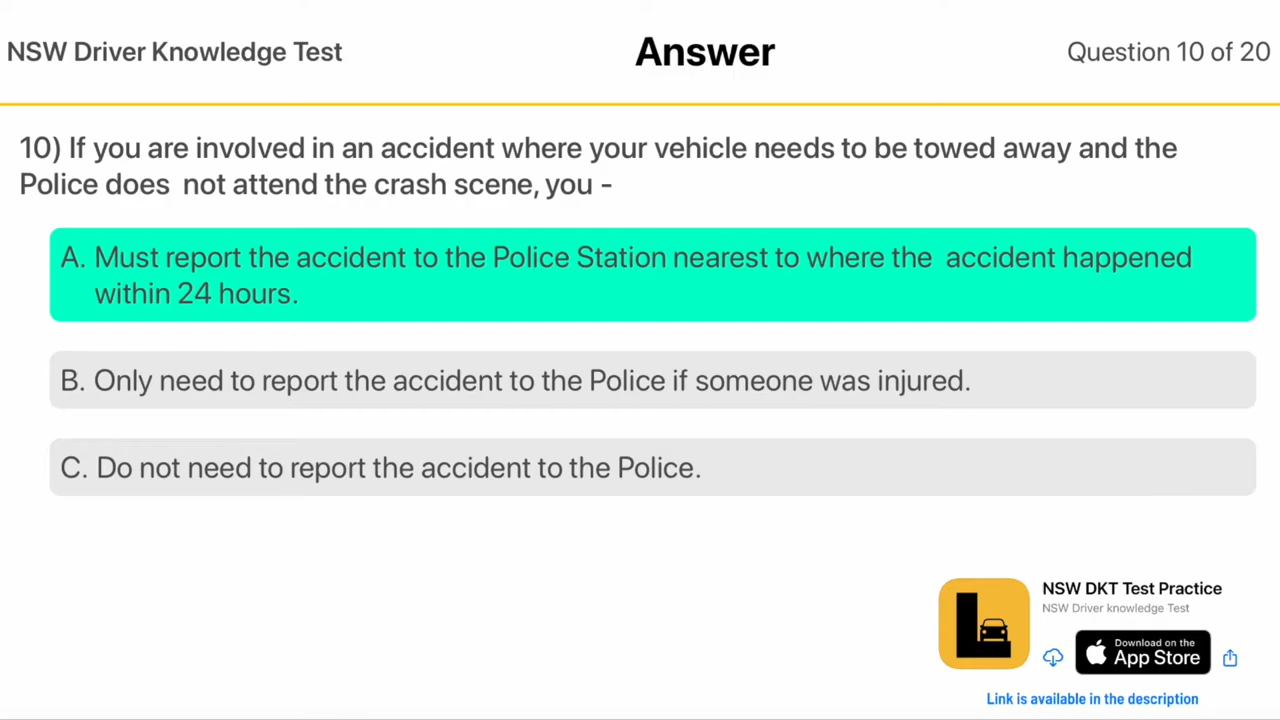 NSW Driver Knowledge Test
Answer
Question 10 of 20
10) If you are involved in an accident where your vehicle needs to be towed away and the
Police does  not attend the crash scene, you -
A. Must report the accident to the Police Station nearest to where the  accident happened
within 24 hours.
B. Only need to report the accident to the Police if someone was injured.
C. Do not need to report the accident to the Police.
NSW DKT Test Practice
NSW Driver knowledge Test
Download on the
App Store
Link is available in the description